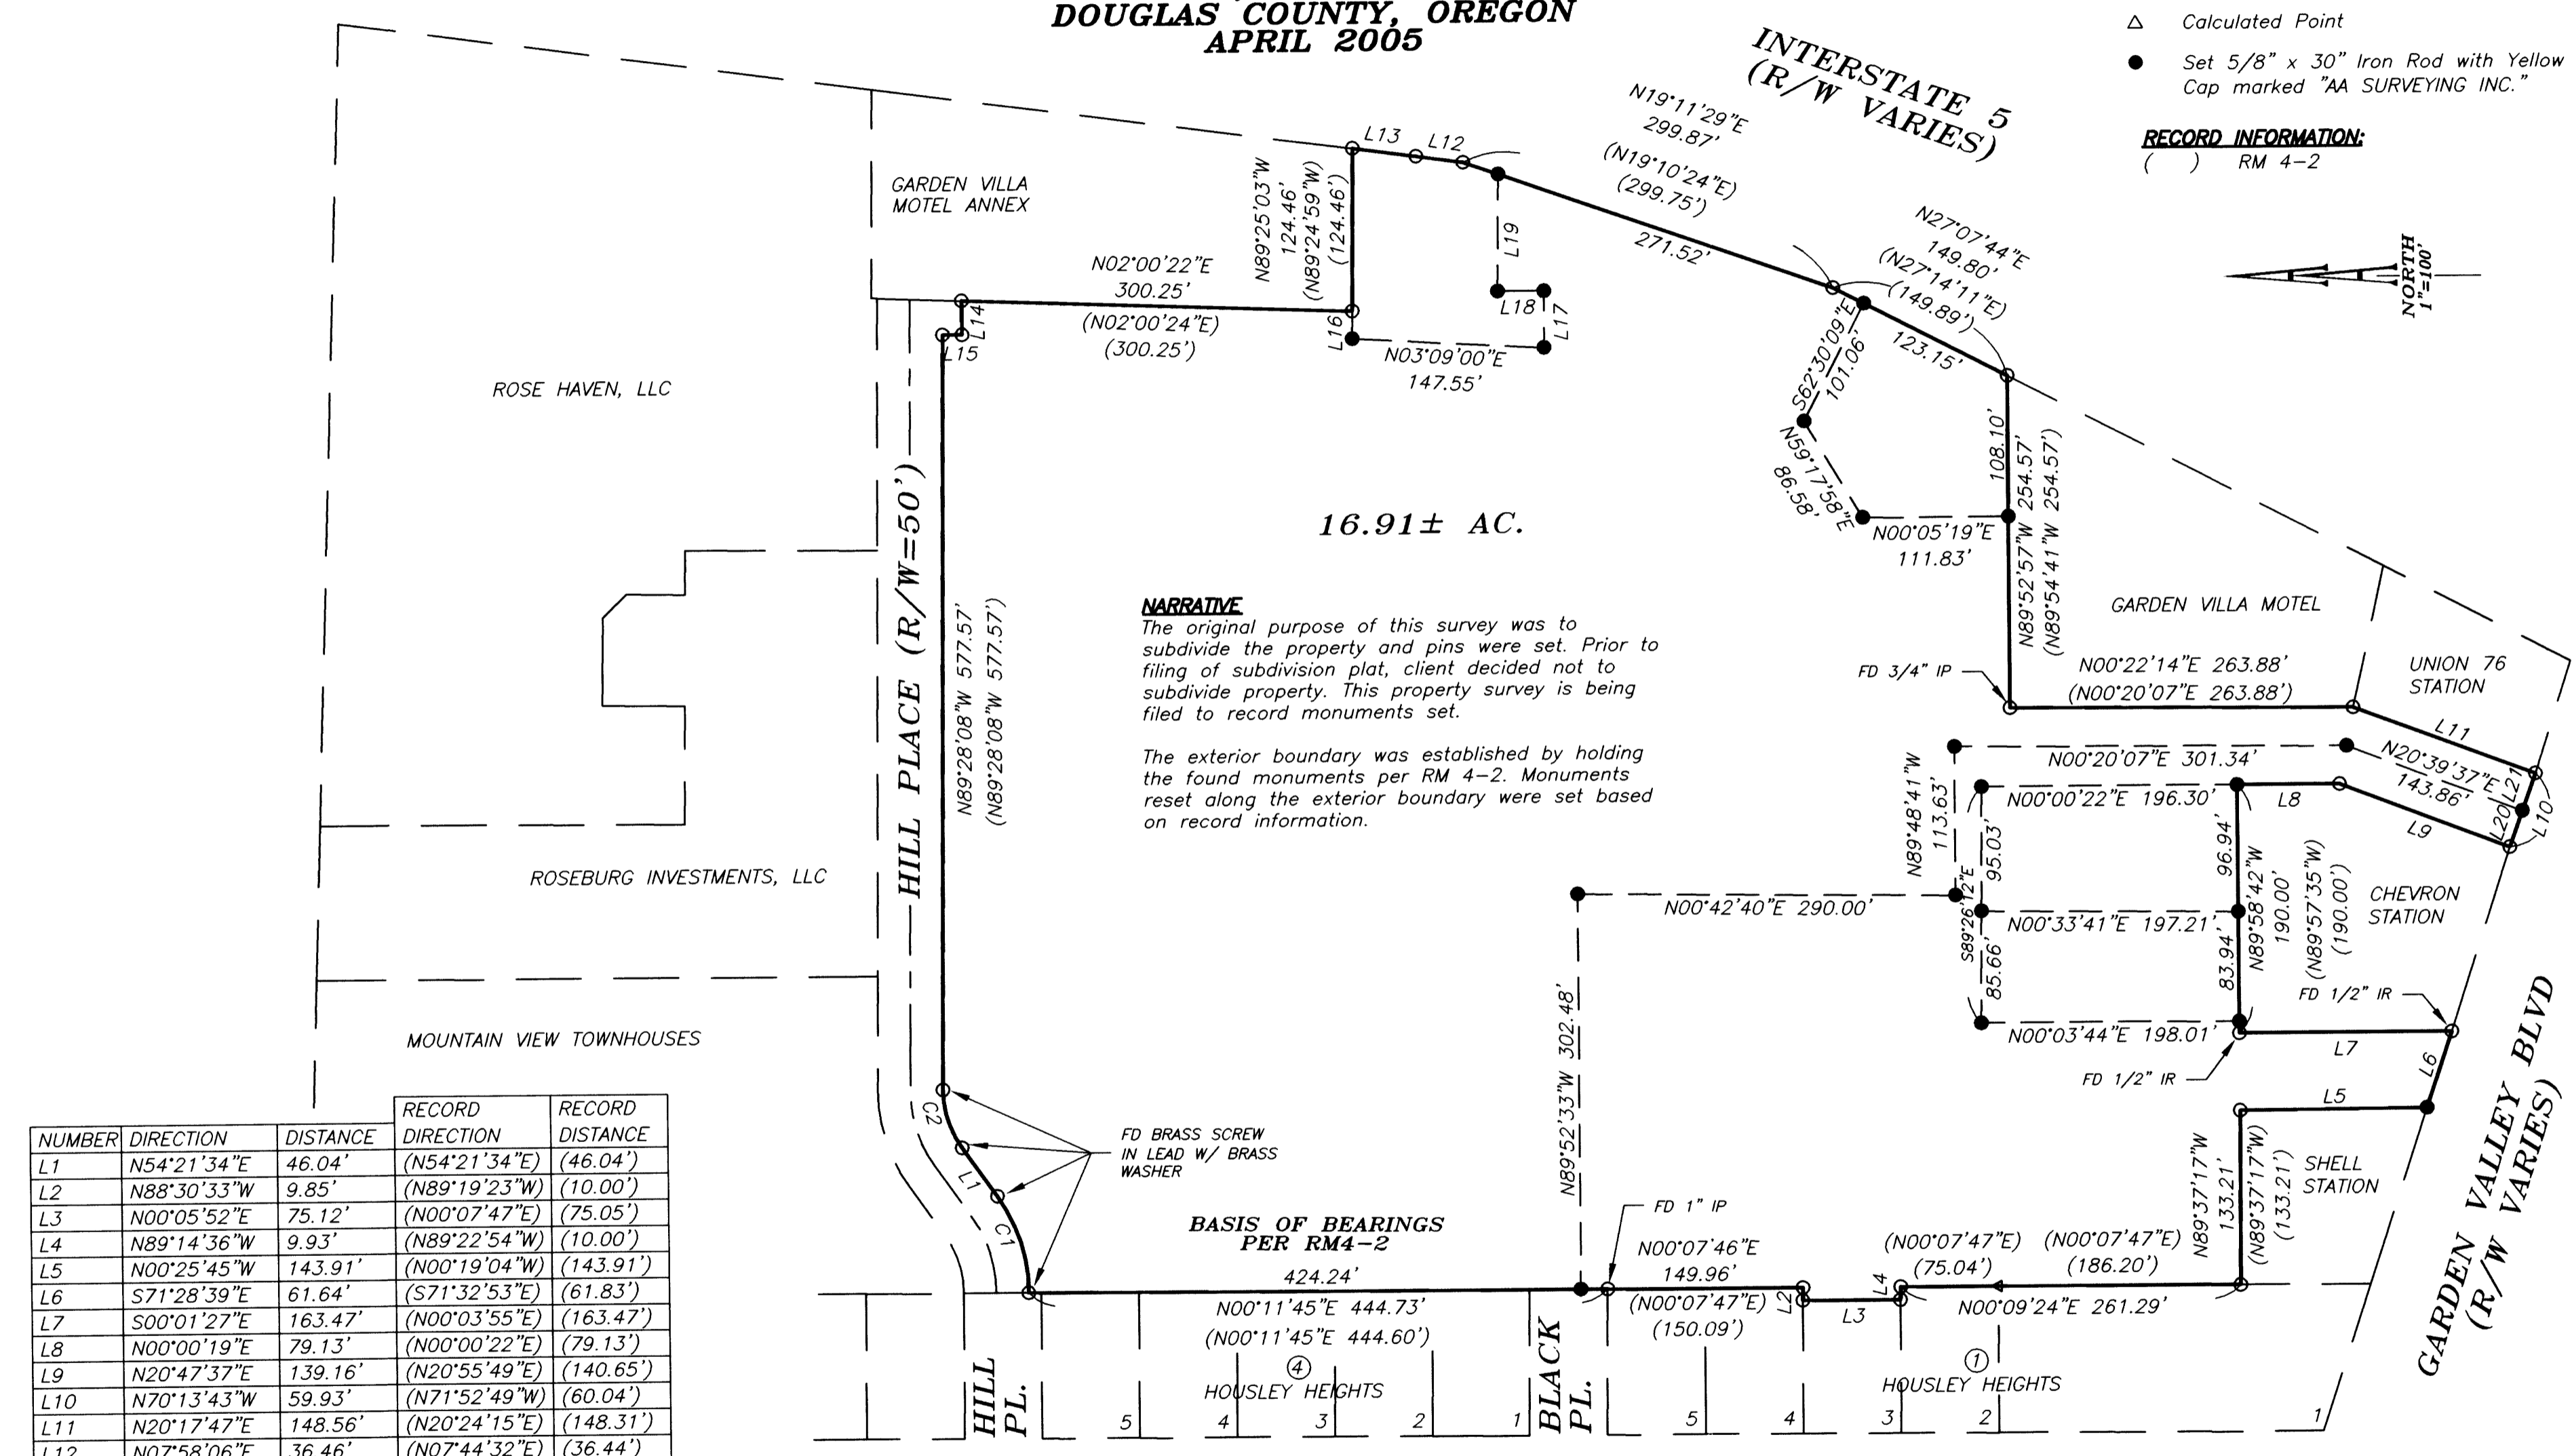 DOUGLAS COUNTY, OREGON
APRIL 2005
△ Calculated Point
● Set 5/8" x 30" Iron Rod with Yellow
Cap marked "AA SURVEYING INC."
RECORD INFORMATION:
( ) RM 4-2
INTERSTATE 5
(R/W VARIES)
NORTH
1"=100'
L13
L12
N19°11'29"E
299.87'
(N19°10'24"E)
(299.75')
271.52'
N27°07'44"E
149.80'
(N27°14'11"E)
(149.89')
123.15'
GARDEN VILLA
MOTEL ANNEX
N89°25'03"W
124.46'
(N89°24'59"W)
(124.46')
N02°00'22"E
300.25'
(N02°00'24"E)
(300.25')
L14
L15
L16
L19
L18
L17
N03°09'00"E
147.55'
S62°30'09"E
101.06'
N59°17'58"E
86.58'
108.10'
N00°05'19"E
111.83'
N89°52'57"W 254.57'
(N89°54'41"W 254.57')
ROSE HAVEN, LLC
HILL PLACE (R/W=50')
16.91± AC.
N89°28'08"W 577.57'
(N89°28'08"W 577.57')
NARRATIVE
The original purpose of this survey was to
subdivide the property and pins were set. Prior to
filing of subdivision plat, client decided not to
subdivide property. This property survey is being
filed to record monuments set.
The exterior boundary was established by holding
the found monuments per RM 4-2. Monuments
reset along the exterior boundary were set based
on record information.
GARDEN VILLA MOTEL
FD 3/4" IP
N00°22'14"E 263.88'
(N00°20'07"E 263.88')
UNION 76
STATION
L11
N20°39'37"E
143.86'
L21
L20
L10
N00°20'07"E 301.34'
N89°48'41"W
113.63'
N00°00'22"E 196.30'
L8
L9
95.03'
S89°26'12"E
85.66'
96.94'
83.94'
N89°58'42"W
190.00'
(N89°57'35"W)
(190.00')
CHEVRON
STATION
N00°42'40"E 290.00'
N00°33'41"E 197.21'
N00°03'44"E 198.01'
FD 1/2" IR
L7
L6
FD 1/2" IR
L5
ROSEBURG INVESTMENTS, LLC
MOUNTAIN VIEW TOWNHOUSES
N89°52'33"W 302.48'
C2
L1
C1
FD BRASS SCREW
IN LEAD W/ BRASS
WASHER
GARDEN VALLEY BLVD
(R/W VARIES)
N89°37'17"W
133.21'
(N89°37'17"W)
(133.21')
SHELL
STATION
FD 1" IP
BASIS OF BEARINGS
PER RM4-2
424.24'
N00°11'45"E 444.73'
(N00°11'45"E 444.60')
N00°07'46"E
149.96'
(N00°07'47"E)
(150.09')
L2
L3
L4
(N00°07'47"E)
(75.04')
(N00°07'47"E)
(186.20')
N00°09'24"E 261.29'
HILL
PL.
4
HOUSLEY HEIGHTS
5 4 3 2 1
BLACK
PL.
1
HOUSLEY HEIGHTS
5 4 3 2 1
NUMBER DIRECTION DISTANCE RECORD DIRECTION RECORD DISTANCE
L1 N54°21'34"E 46.04' (N54°21'34"E) (46.04')
L2 N88°30'33"W 9.85' (N89°19'23"W) (10.00')
L3 N00°05'52"E 75.12' (N00°07'47"E) (75.05')
L4 N89°14'36"W 9.93' (N89°22'54"W) (10.00')
L5 N00°25'45"W 143.91' (N00°19'04"W) (143.91')
L6 S71°28'39"E 61.64' (S71°32'53"E) (61.83')
L7 S00°01'27"E 163.47' (N00°03'55"E) (163.47')
L8 N00°00'19"E 79.13' (N00°00'22"E) (79.13')
L9 N20°47'37"E 139.16' (N20°55'49"E) (140.65')
L10 N70°13'43"W 59.93' (N71°52'49"W) (60.04')
L11 N20°17'47"E 148.56' (N20°24'15"E) (148.31')
L12 N07°58'06"E 36.46' (N07°44'32"E) (36.44')